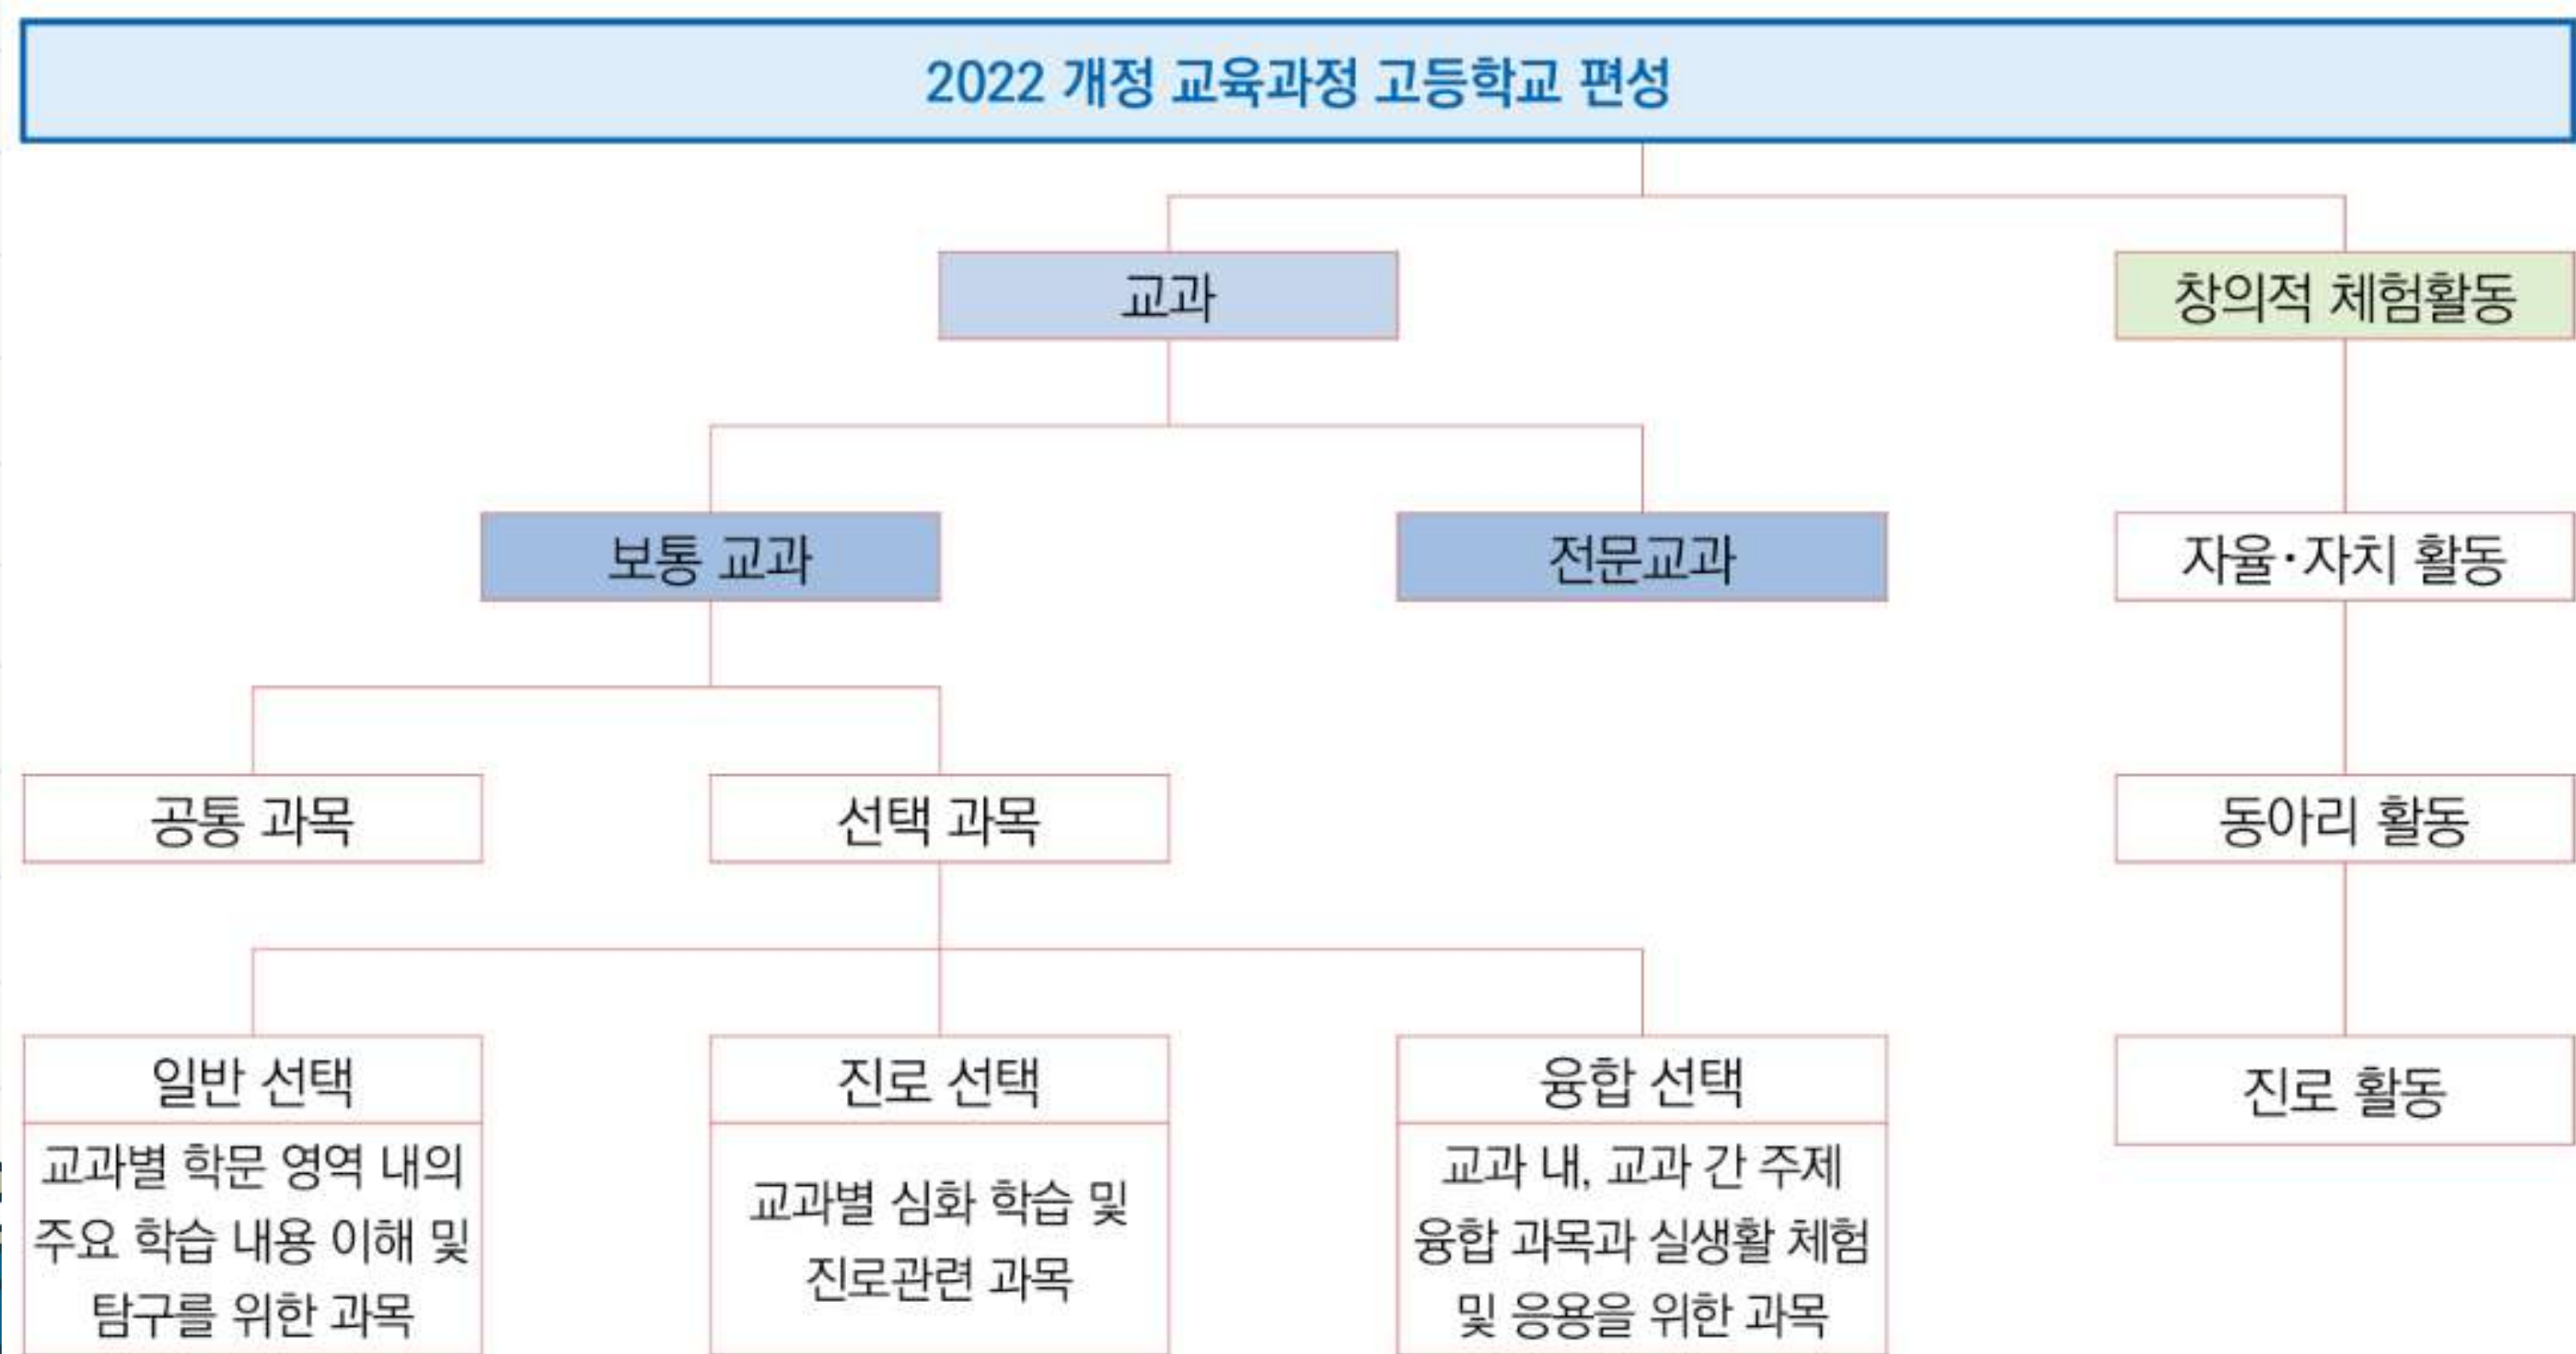 2022 개정 교육과정 고등학교 편성
교과
창의적 체험활동
보통 교과
전문교과
자율·자치 활동
공통 과목
선택 과목
동아리 활동
일반 선택
교과별 학문 영역 내의
주요 학습 내용 이해 및
탐구를 위한 과목
진로 선택
교과별 심화 학습 및
진로관련 과목
융합 선택
교과 내, 교과 간 주제
융합 과목과 실생활 체험
및 응용을 위한 과목
진로 활동